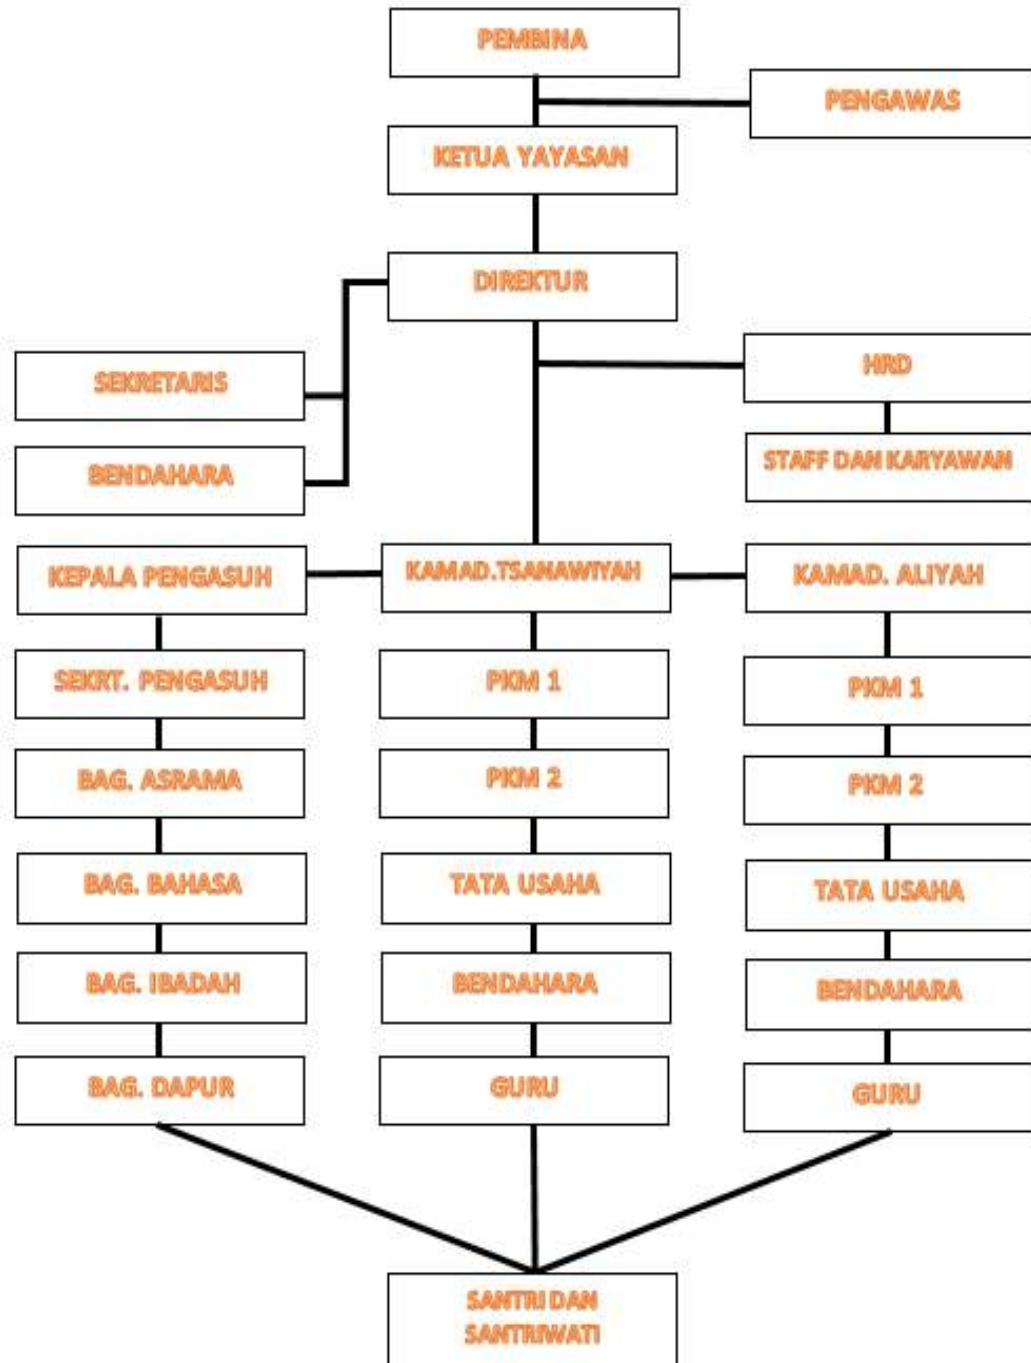 PEMBINA
PENGAWAS
KETUA YAYASAN
DIREKTUR
HRD
SEKRETARIS
STAFF DAN KARYAWAN
BENDAHARA
KEPALA PENGASUH
KAMAD.TSANAWIYAH
KAMAD. ALIYAH
SEKRT. PENGASUH
PKM 1
PKM 1
BAG. ASRAMA
PKM 2
PKM 2
BAG. BAHASA
TATA USAHA
TATA USAHA
BAG. IBADAH
BENDAHARA
BENDAHARA
BAG. DAPUR
GURU
GURU
SANTRI DAN
SANTRIWATI